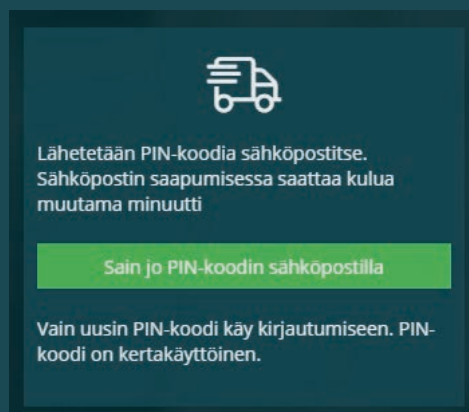 Lähetetään PIN-koodia sähköpostitse.
Sähköpostin saapumisessa saattaa kulua
muutama minuutti
Sain jo PIN-koodin sähköpostilla
Vain uusin PIN-koodi käy kirjautumiseen. PIN-
koodi on kertakäyttöinen.